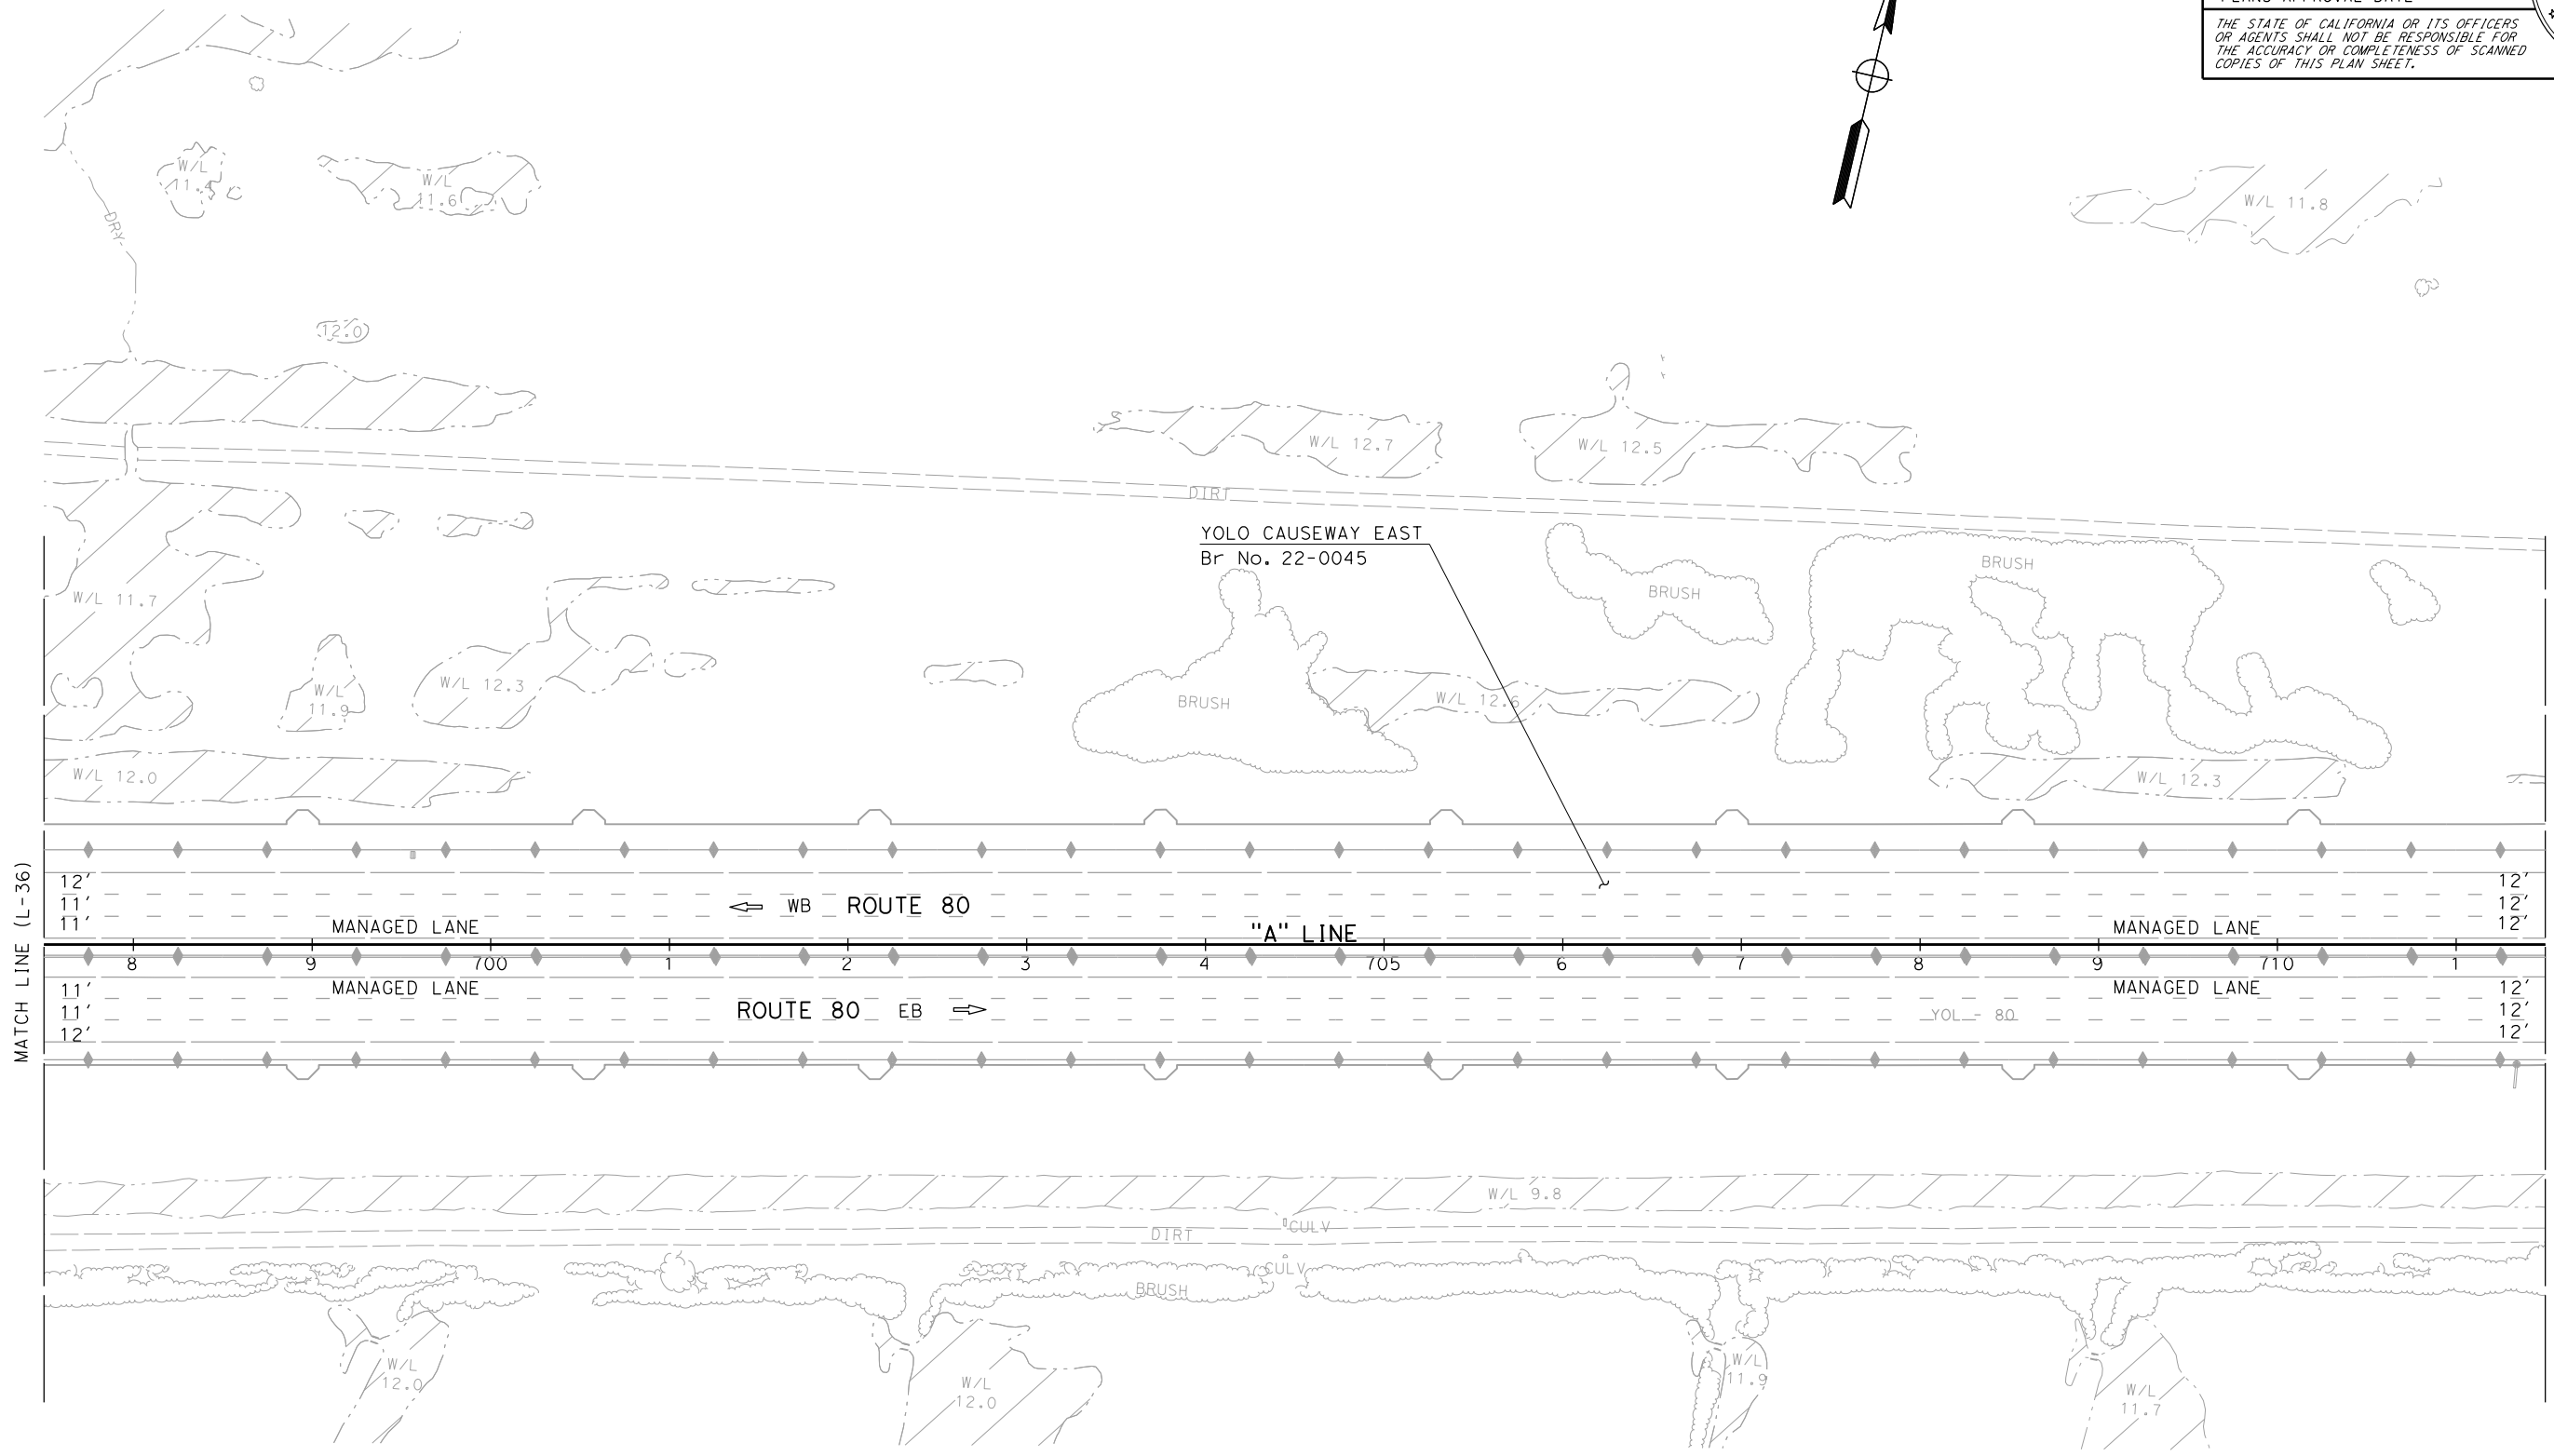 THE STATE OF CALIFORNIA OR ITS OFFICERS
OR AGENTS SHALL NOT BE RESPONSIBLE FOR
THE ACCURACY OR COMPLETENESS OF SCANNED
COPIES OF THIS PLAN SHEET.
W/L
W/L
11.6
W/L 11.8
DRY
12.0
W/L 12.7
W/L 12.5
DIRT
YOLO CAUSEWAY EAST
Br No. 22-0045
BRUSH
BRUSH
W/L 11.7
W/L 12.3
W/L
11.9
BRUSH
W/L 12.6
W/L 12.0
W/L 12.3
MATCH LINE (L-36)
12' 12'
11' WB ROUTE 80 12'
11' MANAGED LANE "A" LINE MANAGED LANE 12'
8 9 700 1 2 3 4 705 6 7 8 9 710 1
11' MANAGED LANE MANAGED LANE 12'
11' ROUTE 80 EB YOL - 80 12'
12' 12'
W/L 9.8
CULV
DIRT
CULV
BRUSH
W/L
12.0
W/L
12.0
W/L
11.9
W/L
11.7